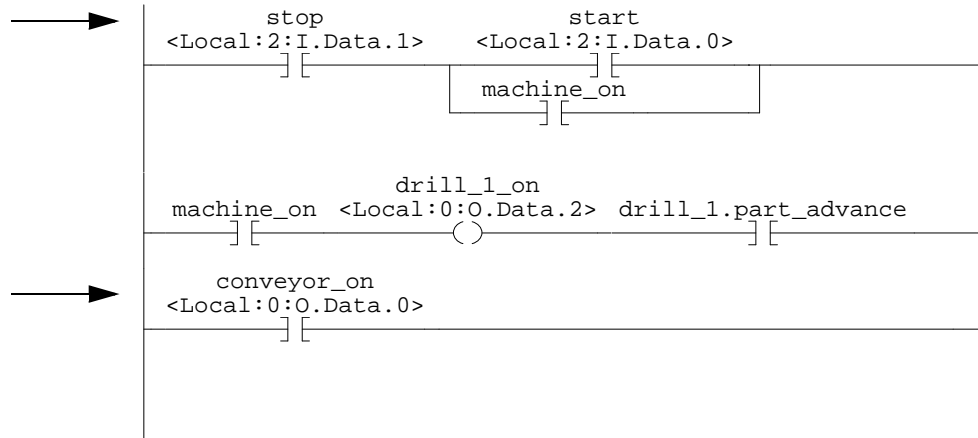 stop start
<Local:2:I.Data.1> <Local:2:I.Data.0>
machine_on
drill_1_on
machine_on <Local:0:O.Data.2> drill_1.part_advance
conveyor_on
<Local:0:O.Data.0>